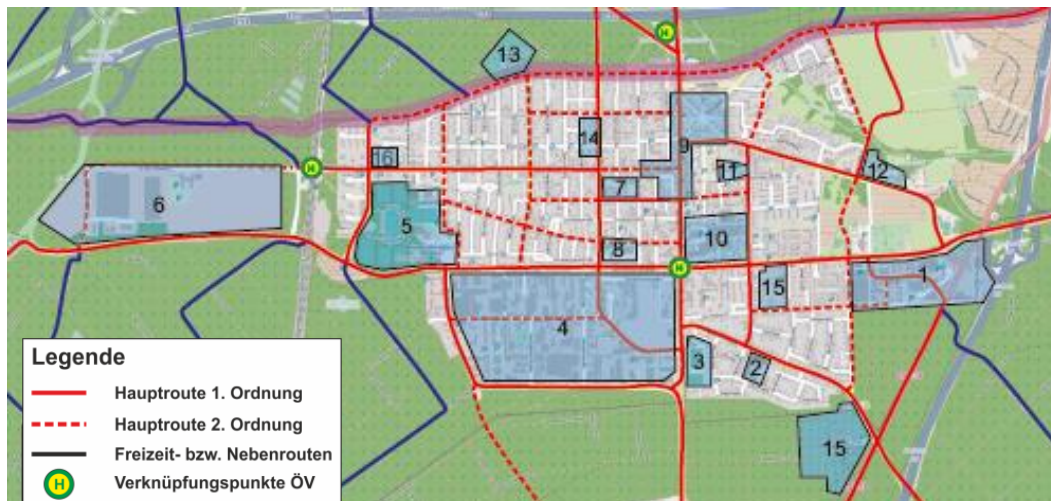 13
14
16
9
11
12
7
6
5
8
10
H
H
H
15
1
4
3
2
15
Legende
Hauptroute 1. Ordnung
Hauptroute 2. Ordnung
Freizeit- bzw. Nebenrouten
H Verknüpfungspunkte ÖV